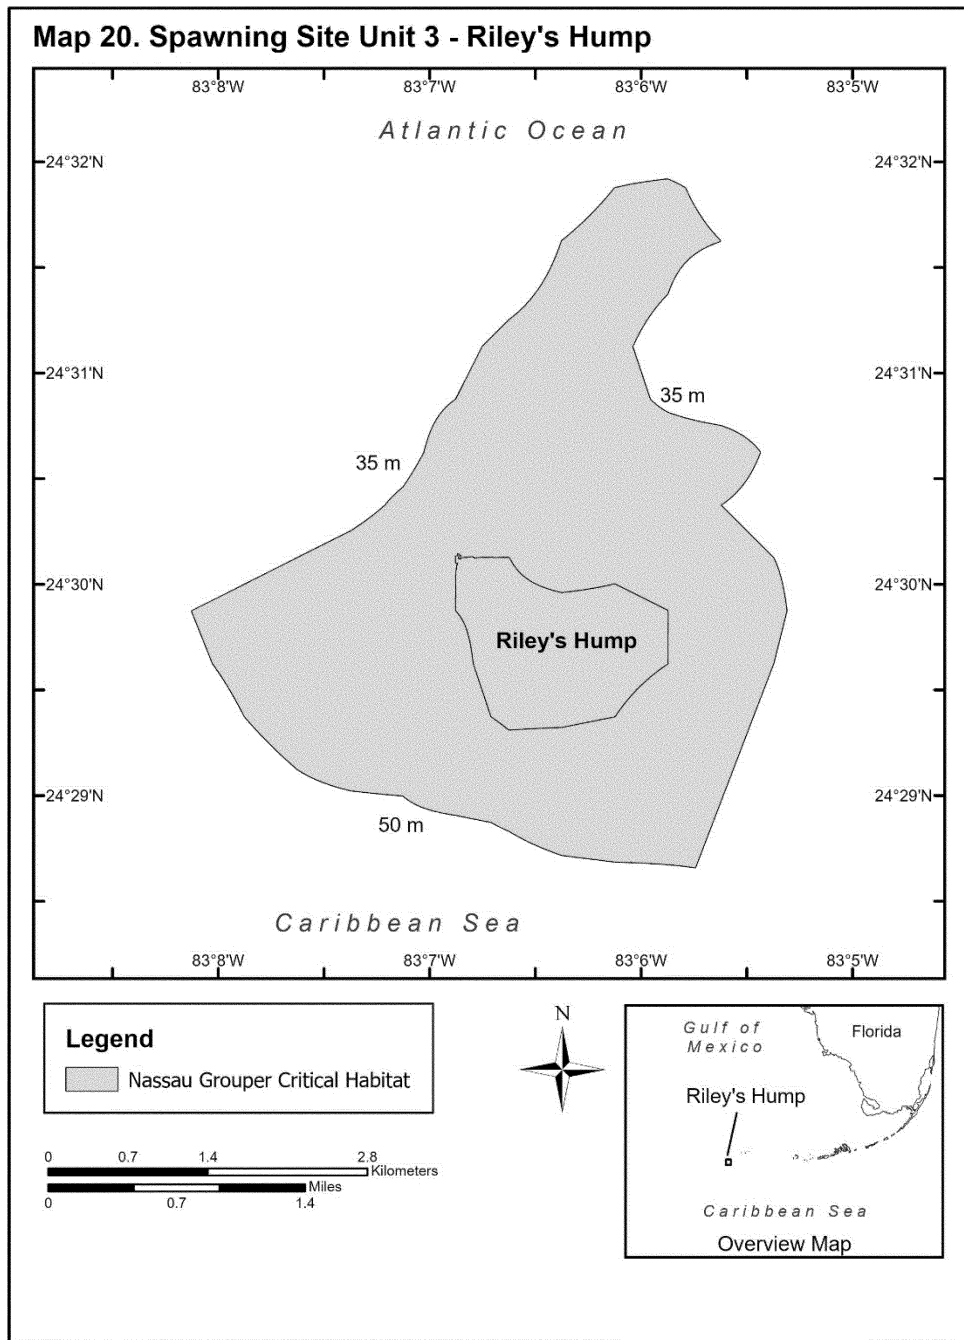 Map 20. Spawning Site Unit 3 - Riley's Hump
83°8'W 83°7'W 83°6'W 83°5'W
Atlantic Ocean
24°32'N 24°32'N
24°31'N 24°31'N
35 m
35 m
24°30'N 24°30'N
Riley's Hump
24°29'N 24°29'N
50 m
Caribbean Sea
83°8'W 83°7'W 83°6'W 83°5'W
Legend
Nassau Grouper Critical Habitat
0 0.7 1.4 2.8
Kilometers
Miles
0 0.7 1.4
N
Gulf of
Mexico
Florida
Riley's Hump
Caribbean Sea
Overview Map